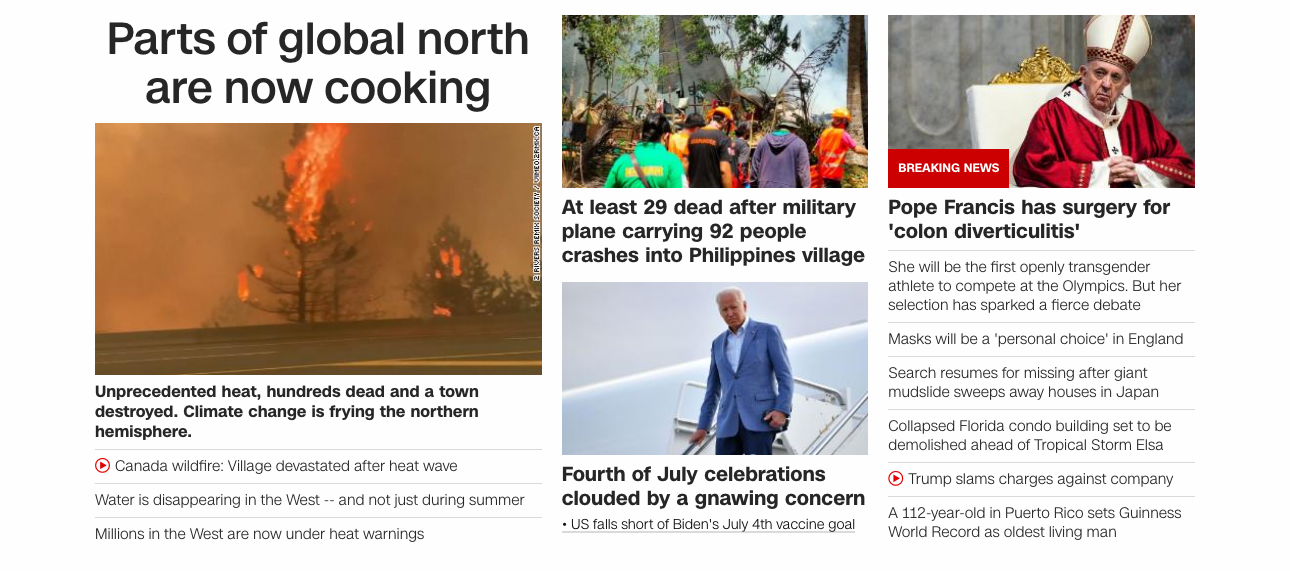 Parts of global north
are now cooking
2 RIVERS REMIX SOCIETY / VIMEO/2RMX.CA
Unprecedented heat, hundreds dead and a town
destroyed. Climate change is frying the northern
hemisphere.
Canada wildfire: Village devastated after heat wave
Water is disappearing in the West -- and not just during summer
Millions in the West are now under heat warnings
At least 29 dead after military
plane carrying 92 people
crashes into Philippines village
Fourth of July celebrations
clouded by a gnawing concern
• US falls short of Biden's July 4th vaccine goal
BREAKING NEWS
Pope Francis has surgery for
'colon diverticulitis'
She will be the first openly transgender
athlete to compete at the Olympics. But her
selection has sparked a fierce debate
Masks will be a 'personal choice' in England
Search resumes for missing after giant
mudslide sweeps away houses in Japan
Collapsed Florida condo building set to be
demolished ahead of Tropical Storm Elsa
Trump slams charges against company
A 112-year-old in Puerto Rico sets Guinness
World Record as oldest living man